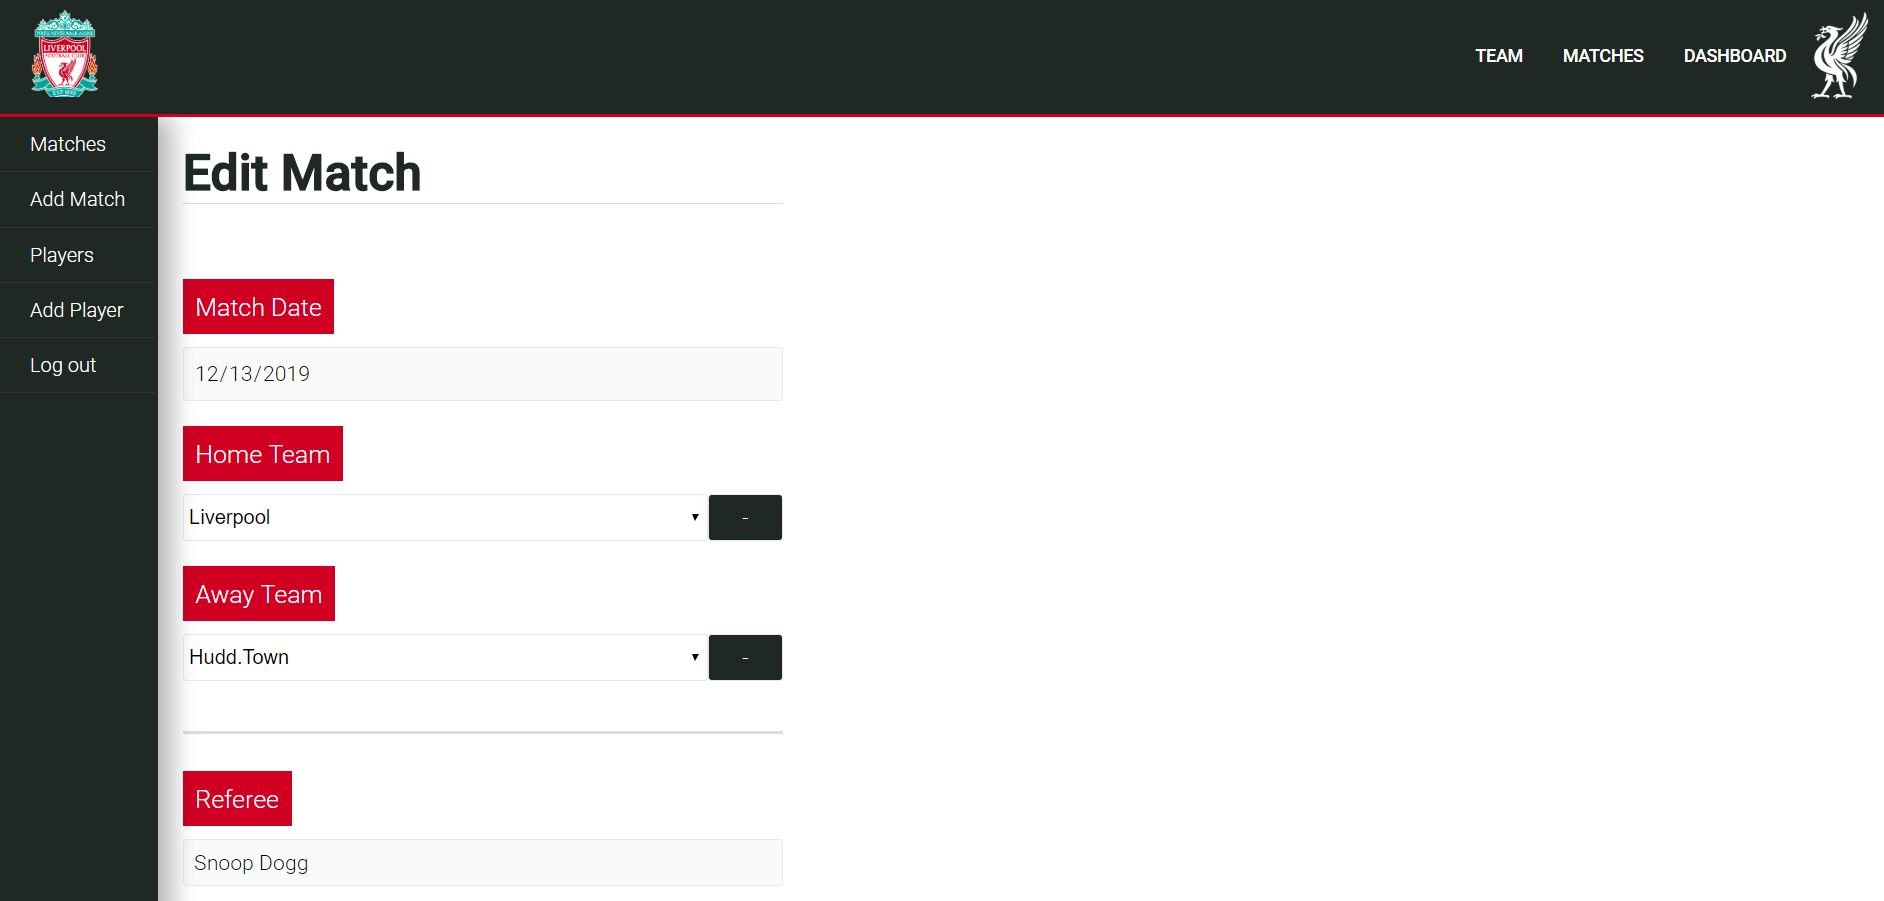 YOU'LL NEVER WALK ALONE
LIVERPOOL
FOOTBALL CLUB
EST 1892
TEAM
MATCHES
DASHBOARD
Matches
Add Match
Players
Add Player
Log out
Edit Match
Match Date
12/13/2019
Home Team
Liverpool
-
Away Team
Hudd.Town
-
Referee
Snoop Dogg